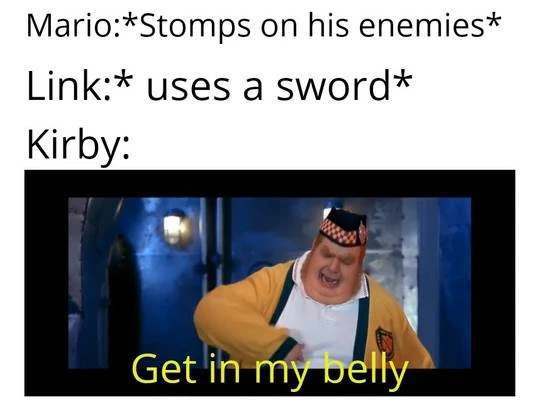 Mario:*Stomps on his enemies*
Link:* uses a sword*
Kirby:
Get in my belly